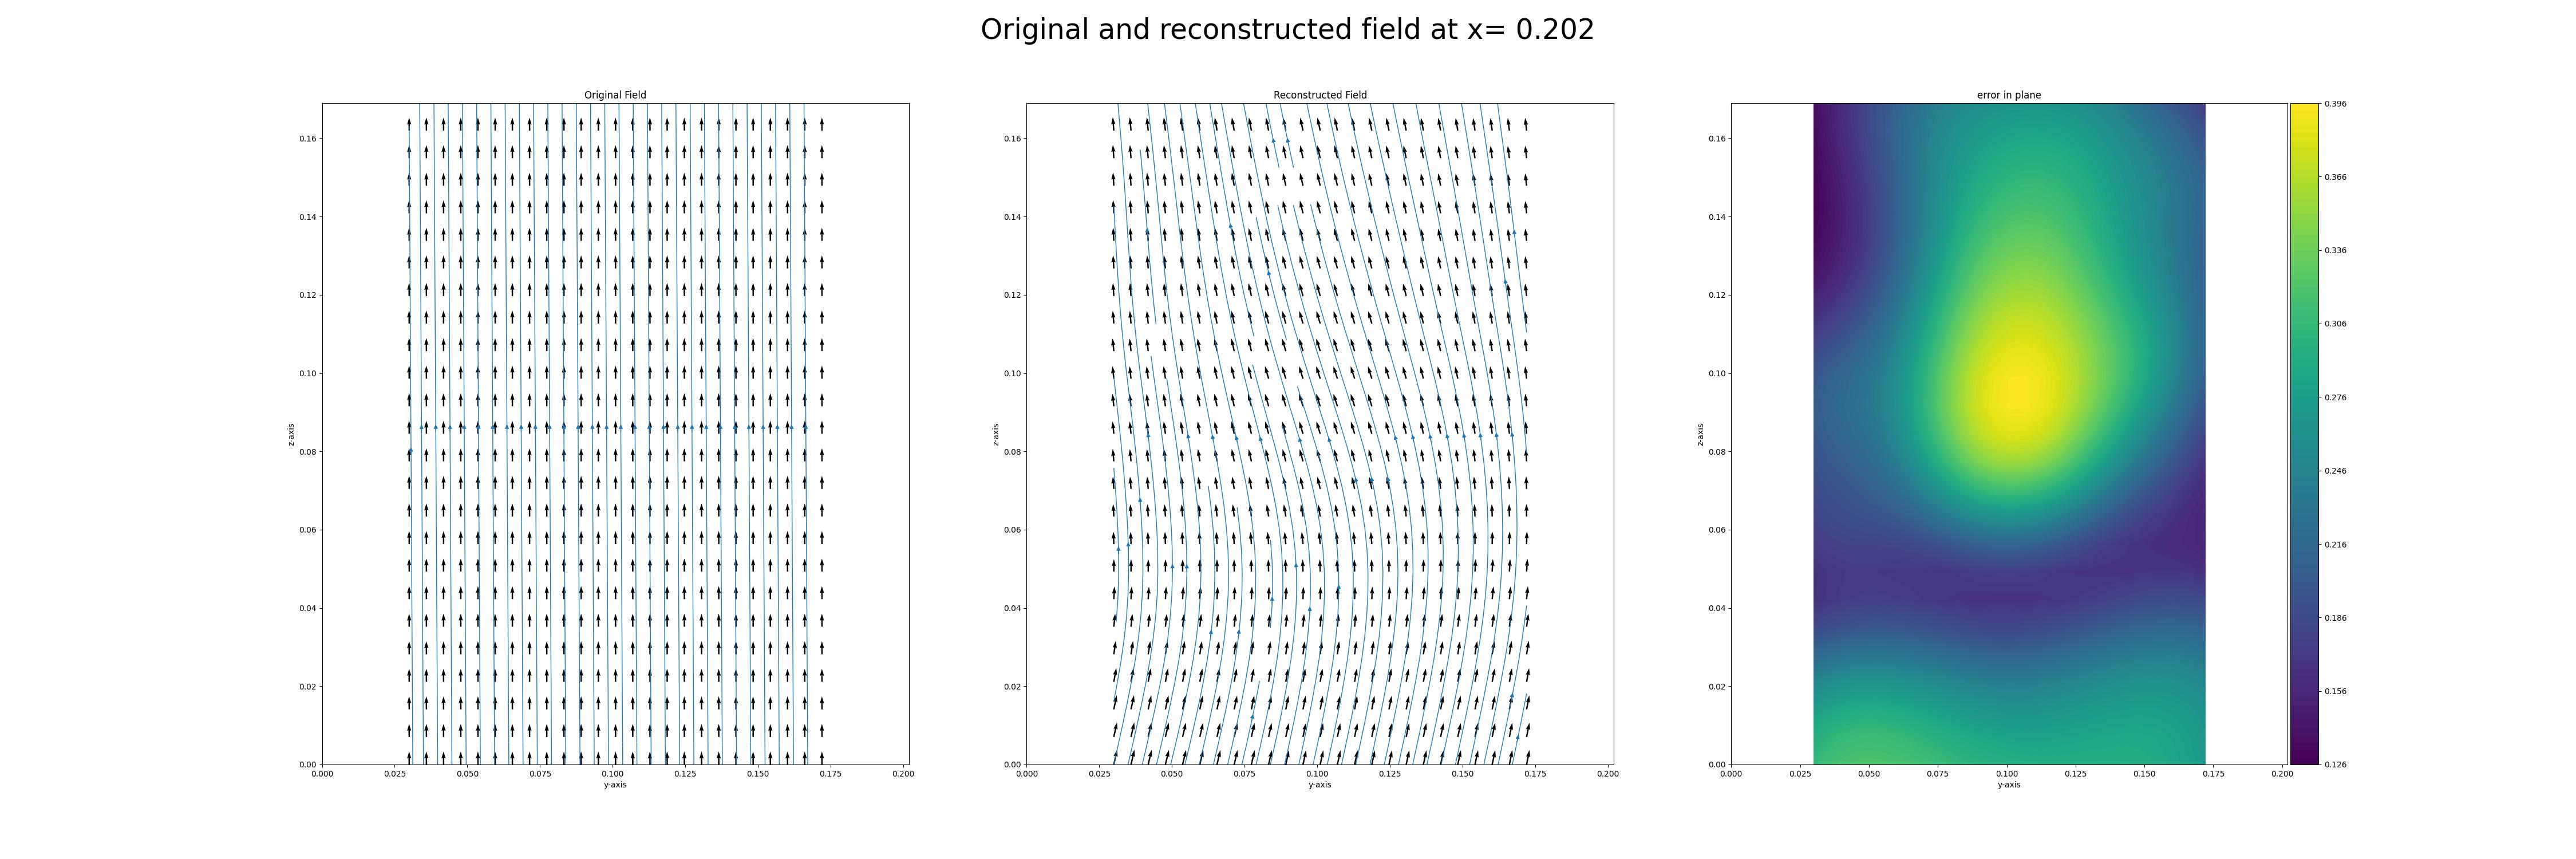 Original and reconstructed field at x= 0.202
Original Field
0.16
0.14
0.12
0.10
0.08
0.06
0.04
0.02
0.00
z-axis
0.000 0.025 0.050 0.075 0.100 0.125 0.150 0.175 0.200
y-axis
Reconstructed Field
0.16
0.14
0.12
0.10
0.08
0.06
0.04
0.02
0.00
z-axis
0.000 0.025 0.050 0.075 0.100 0.125 0.150 0.175 0.200
y-axis
error in plane
0.16
0.14
0.12
0.10
0.08
0.06
0.04
0.02
0.00
z-axis
0.000 0.025 0.050 0.075 0.100 0.125 0.150 0.175 0.200
y-axis
0.396
0.366
0.336
0.306
0.276
0.246
0.216
0.186
0.156
0.126